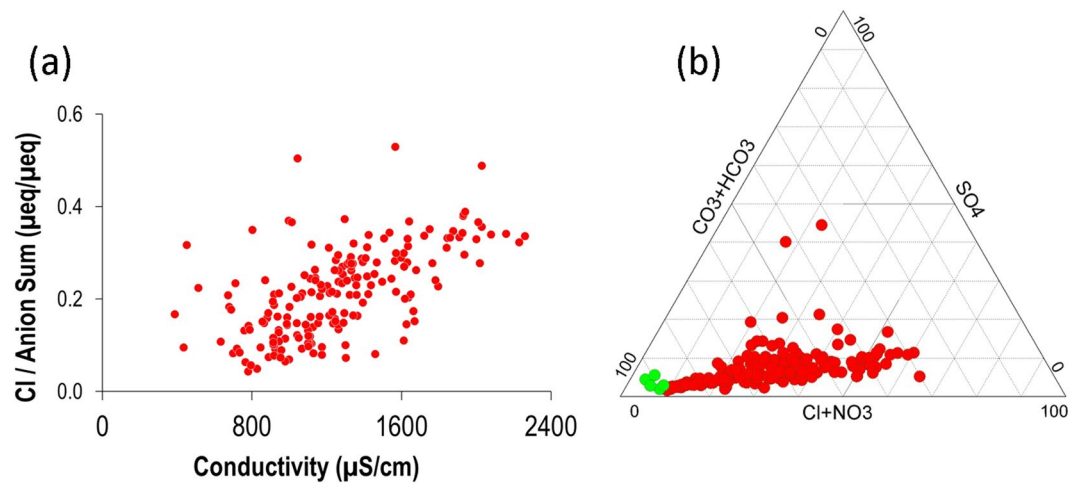 (a)
Cl / Anion Sum (µeq/µeq)
0.6
0.4
0.2
0.0
0 800 1600 2400
Conductivity (µS/cm)
(b)
0 100
CO3+HCO3
SO4
100 0
0 100
Cl+NO3